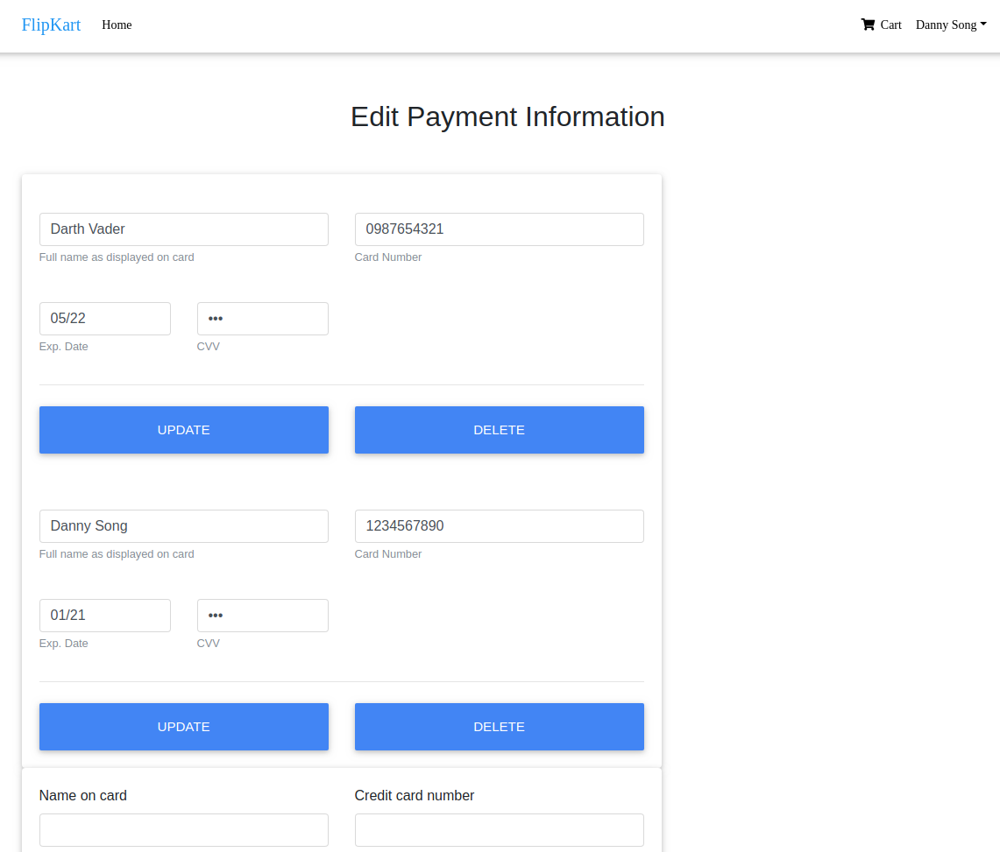 FlipKart Home Cart Danny Song
Edit Payment Information
Darth Vader 0987654321
Full name as displayed on card Card Number
05/22 •••
Exp. Date CVV
UPDATE DELETE
Danny Song 1234567890
Full name as displayed on card Card Number
01/21 •••
Exp. Date CVV
UPDATE DELETE
Name on card Credit card number